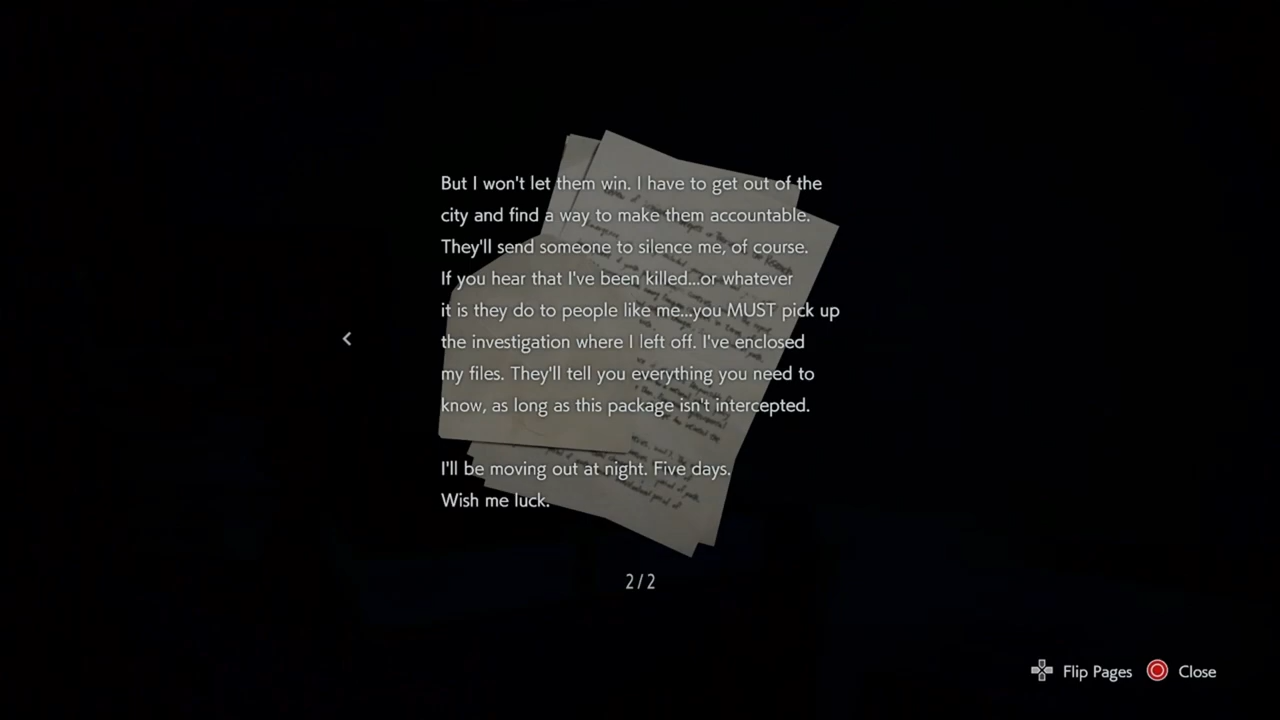 But I won't let them win. I have to get out of the
city and find a way to make them accountable.
They'll send someone to silence me, of course.
If you hear that I've been killed...or whatever
it is they do to people like me...you MUST pick up
the investigation where I left off. I've enclosed
my files. They'll tell you everything you need to
know, as long as this package isn't intercepted.
I'll be moving out at night. Five days.
Wish me luck.
2/2
Flip Pages
Close